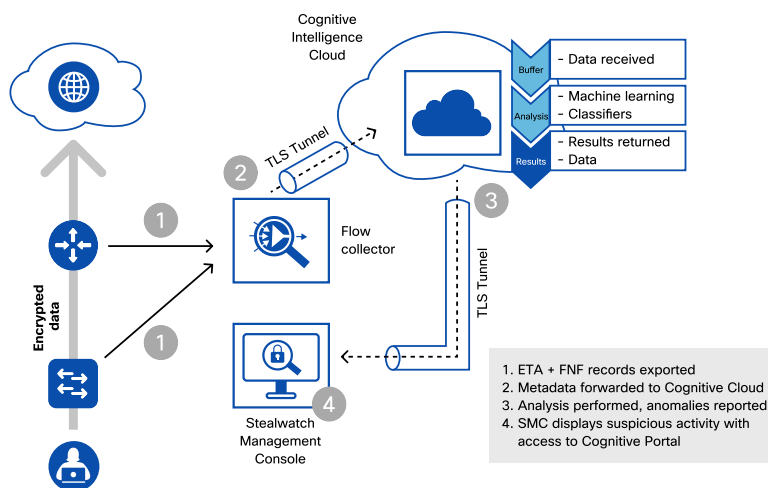 Cognitive
Intelligence
Cloud
Buffer
- Data received
Analysis
- Machine learning
- Classifiers
Results
- Results returned
- Data
TLS Tunnel
2
1
Flow
collector
3
TLS Tunnel
Encrypted
data
1
4
Stealwatch
Management
Console
1. ETA + FNF records exported
2. Metadata forwarded to Cognitive Cloud
3. Analysis performed, anomalies reported
4. SMC displays suspicious activity with
access to Cognitive Portal